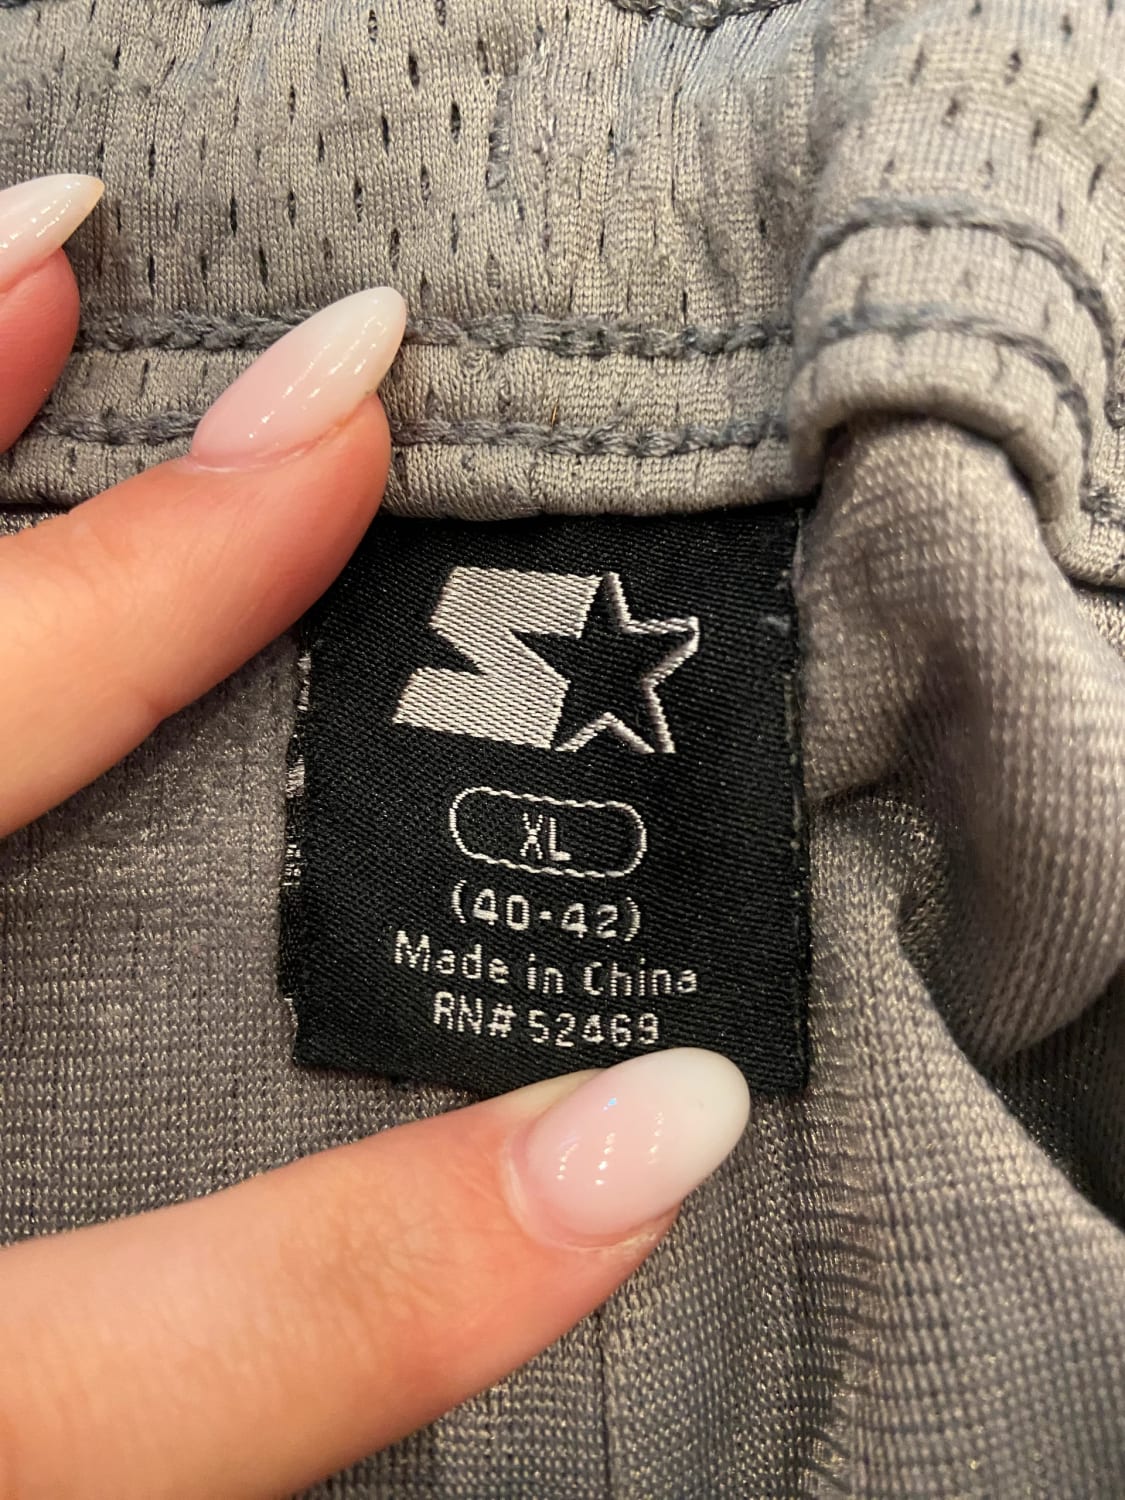 XL
(40-42)
Made in China
RN# 52469